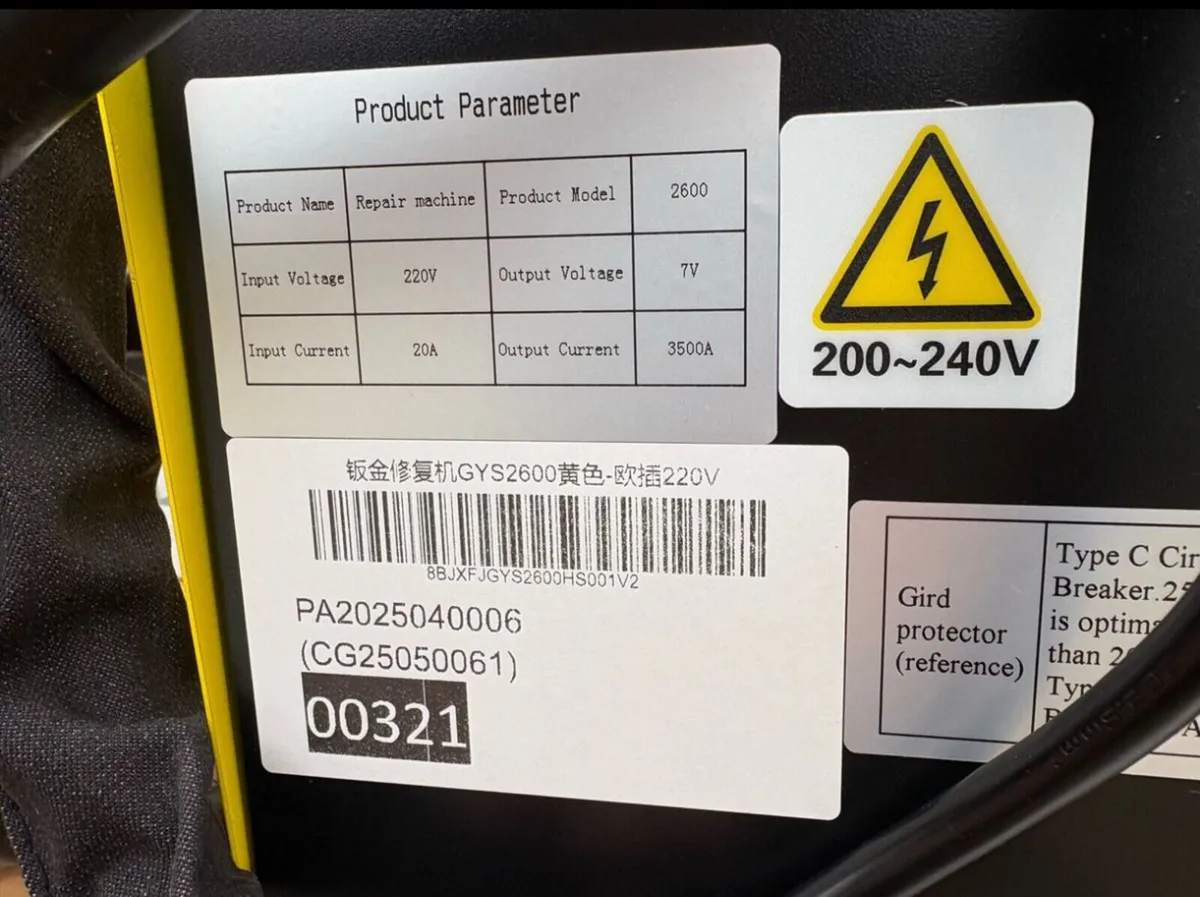 Product Parameter
Product Name Repair machine Product Model 2600
Input Voltage 220V Output Voltage 7V
Input Current 20A Output Current 3500A
200~240V
钣金修复机GYS2600黄色-欧插220V
8BJXFJGYS2600HS001V2
PA2025040006
(CG25050061)
00321
Gird
protector
(reference)
Type C
Breaker.
is
than